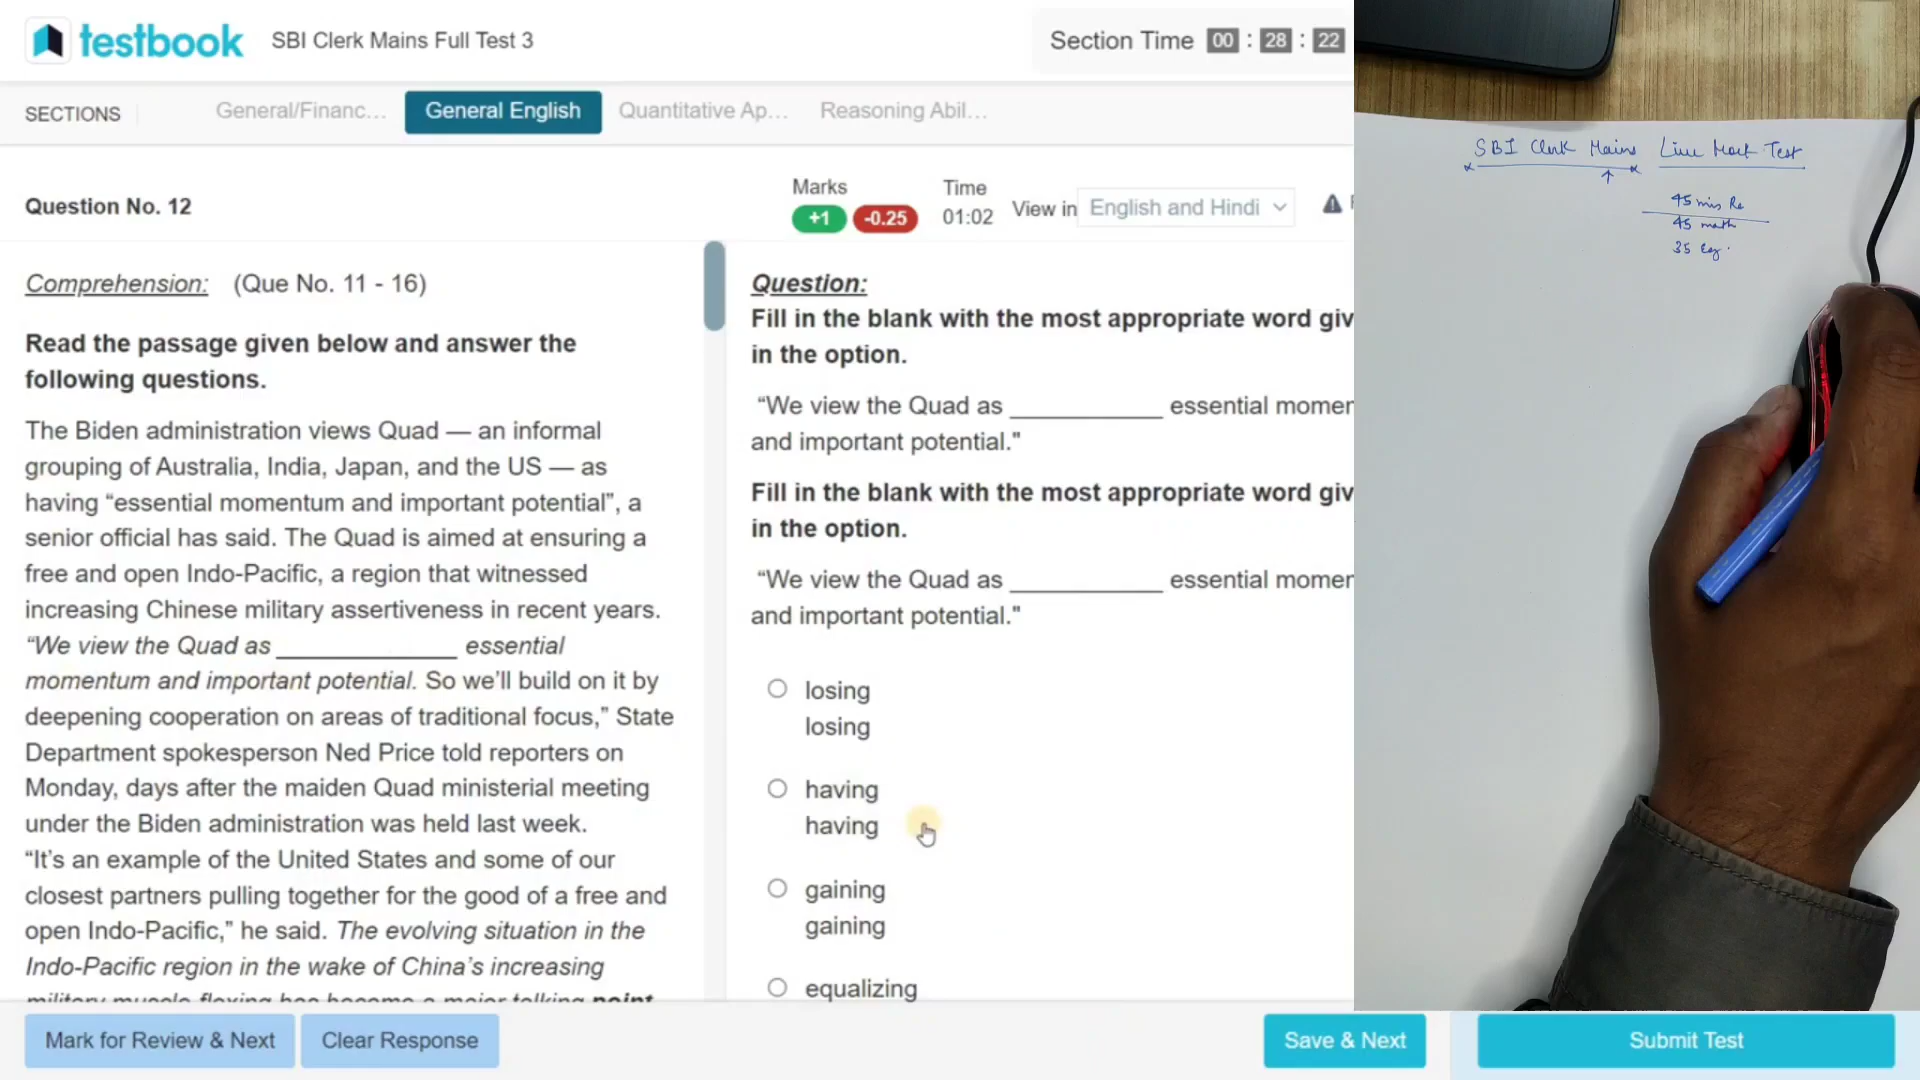 testbook
SBI Clerk Mains Full Test 3
Section Time 00 : 28 : 22
SECTIONS
General/Financ...
General English
Quantitative Ap...
Reasoning Abil...
Question No. 12
Marks
+1 -0.25
Time
01:02
View in English and Hindi
Comprehension: (Que No. 11 - 16)
Read the passage given below and answer the
following questions.
The Biden administration views Quad — an informal
grouping of Australia, India, Japan, and the US — as
having “essential momentum and important potential”, a
senior official has said. The Quad is aimed at ensuring a
free and open Indo-Pacific, a region that witnessed
increasing Chinese military assertiveness in recent years.
“We view the Quad as _____________ essential
momentum and important potential. So we’ll build on it by
deepening cooperation on areas of traditional focus,” State
Department spokesperson Ned Price told reporters on
Monday, days after the maiden Quad ministerial meeting
under the Biden administration was held last week.
“It’s an example of the United States and some of our
closest partners pulling together for the good of a free and
open Indo-Pacific,” he said. The evolving situation in the
Indo-Pacific region in the wake of China’s increasing
military muscle-flexing has become a major talking point
Question:
Fill in the blank with the most appropriate word giv
in the option.
“We view the Quad as ___________ essential momen
and important potential."
Fill in the blank with the most appropriate word giv
in the option.
“We view the Quad as ___________ essential momen
and important potential."
losing
losing
having
having
gaining
gaining
equalizing
Mark for Review & Next
Clear Response
Save & Next
Submit Test
SBI Clerk Mains Live Mock Test
45 min Re
45 math
35 Eng.